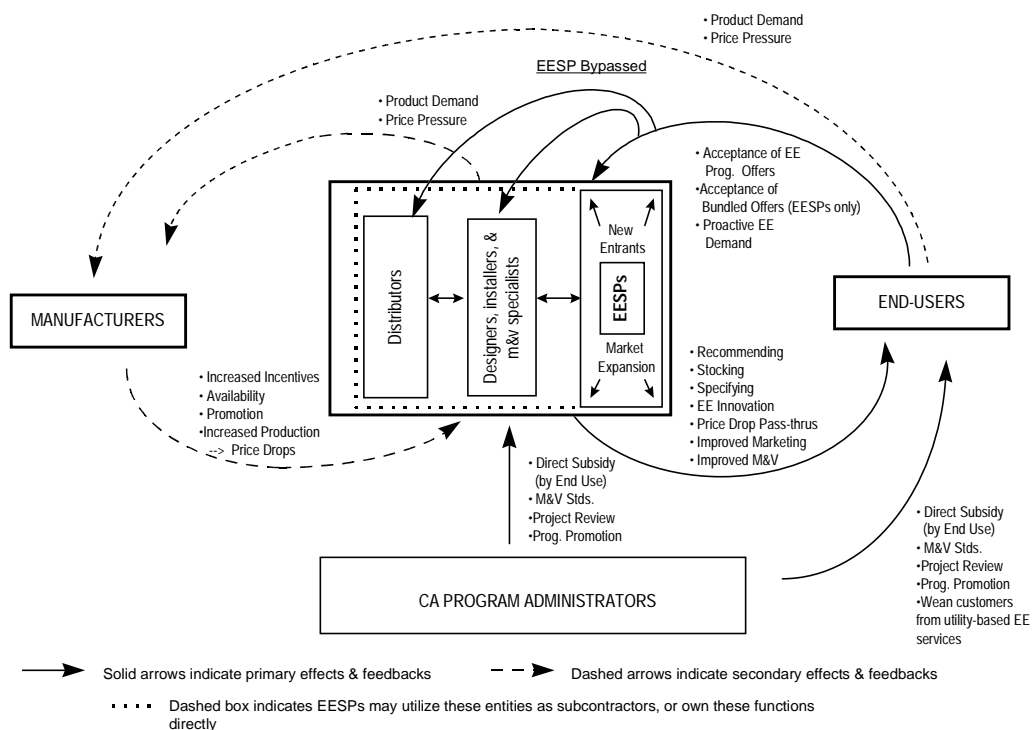 • Product Demand
• Price Pressure
EESP Bypassed
• Product Demand
• Price Pressure
• Acceptance of EE
Prog. Offers
•Acceptance of
Bundled Offers (EESPs only)
• Proactive EE
Demand
Distributors
Designers, installers, &
m&v specialists
New
Entrants
EESPs
Market
Expansion
MANUFACTURERS
END-USERS
• Increased Incentives
• Availability
• Promotion
•Increased Production
--> Price Drops
• Recommending
• Stocking
• Specifying
• EE Innovation
• Price Drop Pass-thrus
• Improved Marketing
• Improved M&V
• Direct Subsidy
(by End Use)
• M&V Stds.
•Project Review
•Prog. Promotion
• Direct Subsidy
(by End Use)
• M&V Stds.
•Project Review
• Prog. Promotion
•Wean customers
from utility-based EE
services
CA PROGRAM ADMINISTRATORS
Solid arrows indicate primary effects & feedbacks
Dashed arrows indicate secondary effects & feedbacks
Dashed box indicates EESPs may utilize these entities as subcontractors, or own these functions
directly